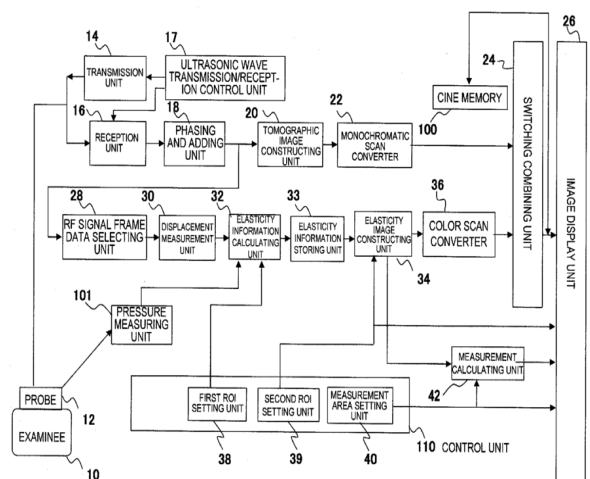 14
TRANSMISSION
UNIT
17
ULTRASONIC WAVE
TRANSMISSION/RECEPT-
ION CONTROL UNIT
16
RECEPTION
UNIT
18
PHASING
AND ADDING
UNIT
20
TOMOGRAPHIC
IMAGE
CONSTRUCTING
UNIT
22
MONOCHROMATIC
SCAN
CONVERTER
CINE MEMORY
100
24
SWITCHING COMBINING UNIT
26
IMAGE DISPLAY UNIT
28
RF SIGNAL FRAME
DATA SELECTING
UNIT
30
DISPLACEMENT
MEASUREMENT
UNIT
32
ELASTICITY
INFORMATION
CALCULATING
UNIT
33
ELASTICITY
INFORMATION
STORING UNIT
ELASTICITY
IMAGE
CONSTRUCTING
UNIT
34
36
COLOR SCAN
CONVERTER
101
PRESSURE
MEASURING
UNIT
MEASUREMENT
CALCULATING UNIT
42
PROBE
12
EXAMINEE
10
FIRST ROI
SETTING UNIT
38
SECOND ROI
SETTING UNIT
39
MEASUREMENT
AREA SETTING
UNIT
40
110 CONTROL UNIT